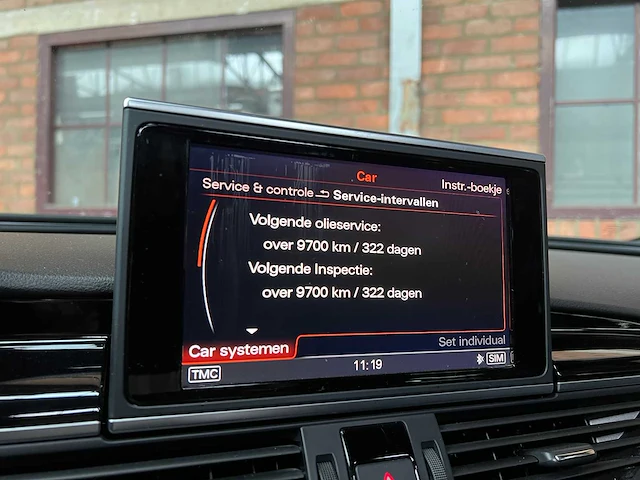 Car
Instr.-boekje
Service & controle Service-intervallen
Volgende olieservice:
over 9700 km / 322 dagen
Volgende Inspectie:
over 9700 km / 322 dagen
Car systemen
Set individual
TMC
11:19
SIM